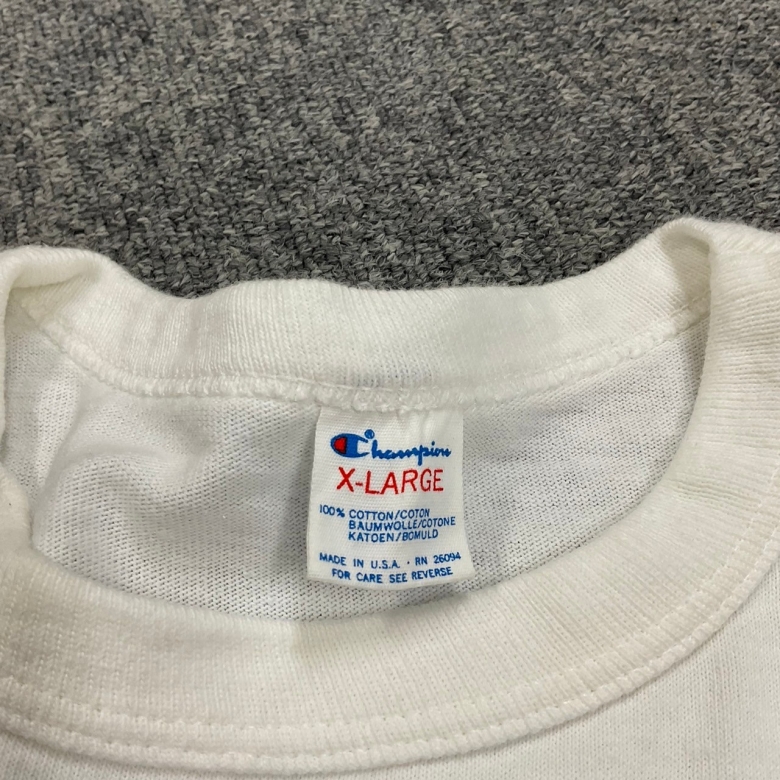 Champion®
X-LARGE
100% COTTON/COTON
BAUMWOLLE/COTONE
KATOEN/BOMULD
MADE IN U.S.A. · RN 26094
FOR CARE SEE REVERSE